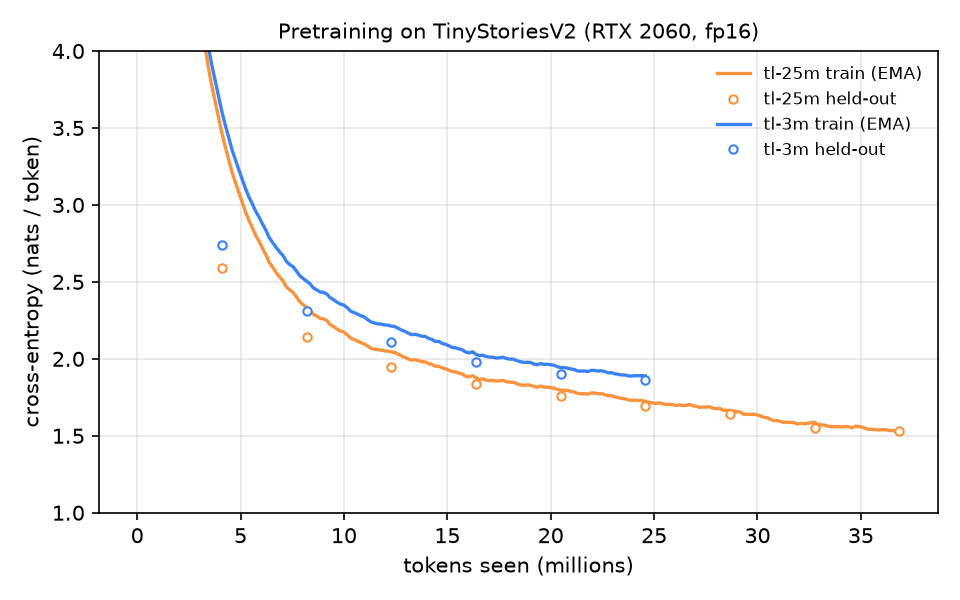 Pretraining on TinyStoriesV2 (RTX 2060, fp16)
cross-entropy (nats / token)
4.0
3.5
3.0
2.5
2.0
1.5
1.0
tl-25m train (EMA)
tl-25m held-out
tl-3m train (EMA)
tl-3m held-out
0 5 10 15 20 25 30 35
tokens seen (millions)